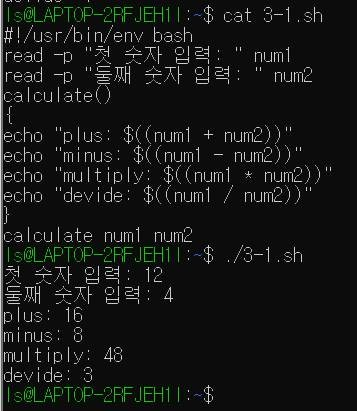 ls@LAPTOP-2RFJEH1I:~$ cat 3-1.sh
#!/usr/bin/env bash
read -p "첫 숫자 입력: " num1
read -p "둘째 숫자 입력: " num2
calculate()
{
echo "plus: $((num1 + num2))"
echo "minus: $((num1 - num2))"
echo "multiply: $((num1 * num2))"
echo "devide: $((num1 / num2))"
}
calculate num1 num2
ls@LAPTOP-2RFJEH1I:~$ ./3-1.sh
첫 숫자 입력: 12
둘째 숫자 입력: 4
plus: 16
minus: 8
multiply: 48
devide: 3
ls@LAPTOP-2RFJEH1I:~$